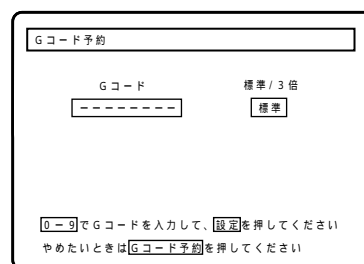 Gコード予約
Gコード 標準/3倍
－－－－－－－－ 標準
0－9でGコードを入力して、設定を押してください
やめたいときはGコード予約を押してください